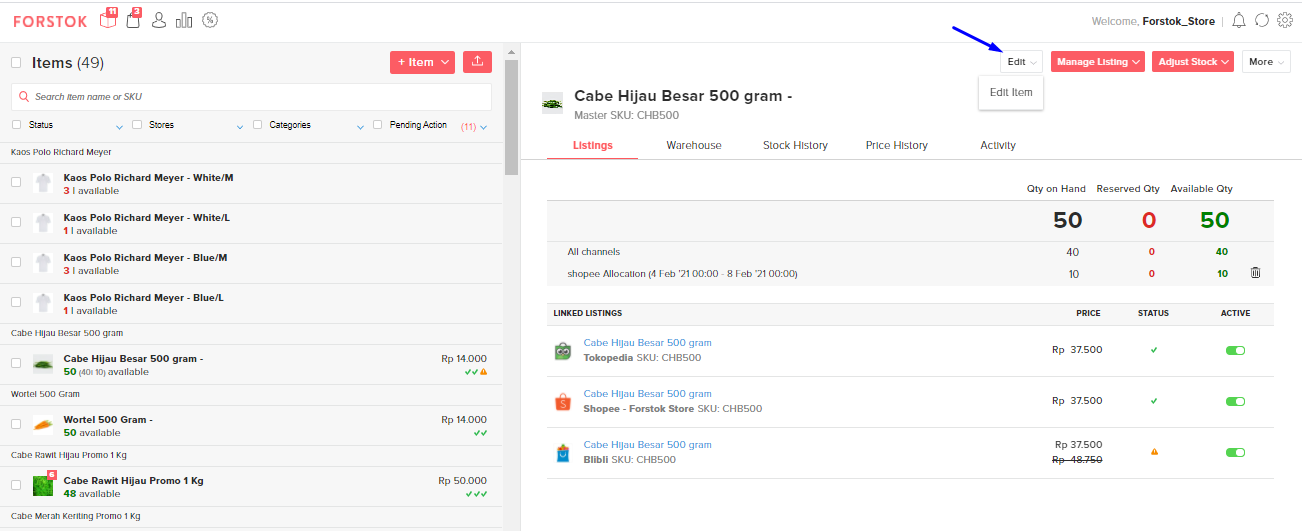 FORSTOK 11 3 %
Welcome, Forstok_Store |
Items (49)
+ Item
Search Item name or SKU
Status Stores Categories Pending Action (11)
Kaos Polo Richard Meyer
Kaos Polo Richard Meyer - White/M
3 | available
Kaos Polo Richard Meyer - White/L
1 | available
Kaos Polo Richard Meyer - Blue/M
3 | available
Kaos Polo Richard Meyer - Blue/L
1 | available
Cabe Hijau Besar 500 gram
Cabe Hijau Besar 500 gram - Rp 14.000
50 (40| 10) available
Wortel 500 Gram
Wortel 500 Gram - Rp 14.000
50 available
Cabe Rawit Hijau Promo 1 Kg
6
Cabe Rawit Hijau Promo 1 Kg Rp 50.000
48 available
Cabe Merah Keriting Promo 1 Kg
Edit Manage Listing Adjust Stock More
Edit Item
Cabe Hijau Besar 500 gram -
Master SKU: CHB500
Listings Warehouse Stock History Price History Activity
Qty on Hand Reserved Qty Available Qty
50 0 50
All channels 40 0 40
shopee Allocation (4 Feb '21 00:00 - 8 Feb '21 00:00) 10 0 10
LINKED LISTINGS PRICE STATUS ACTIVE
Cabe Hijau Besar 500 gram
Tokopedia SKU: CHB500 Rp 37.500
Cabe Hijau Besar 500 gram
Shopee - Forstok Store SKU: CHB500 Rp 37.500
Cabe Hijau Besar 500 gram Rp 37.500
Blibli SKU: CHB500 Rp 48.750